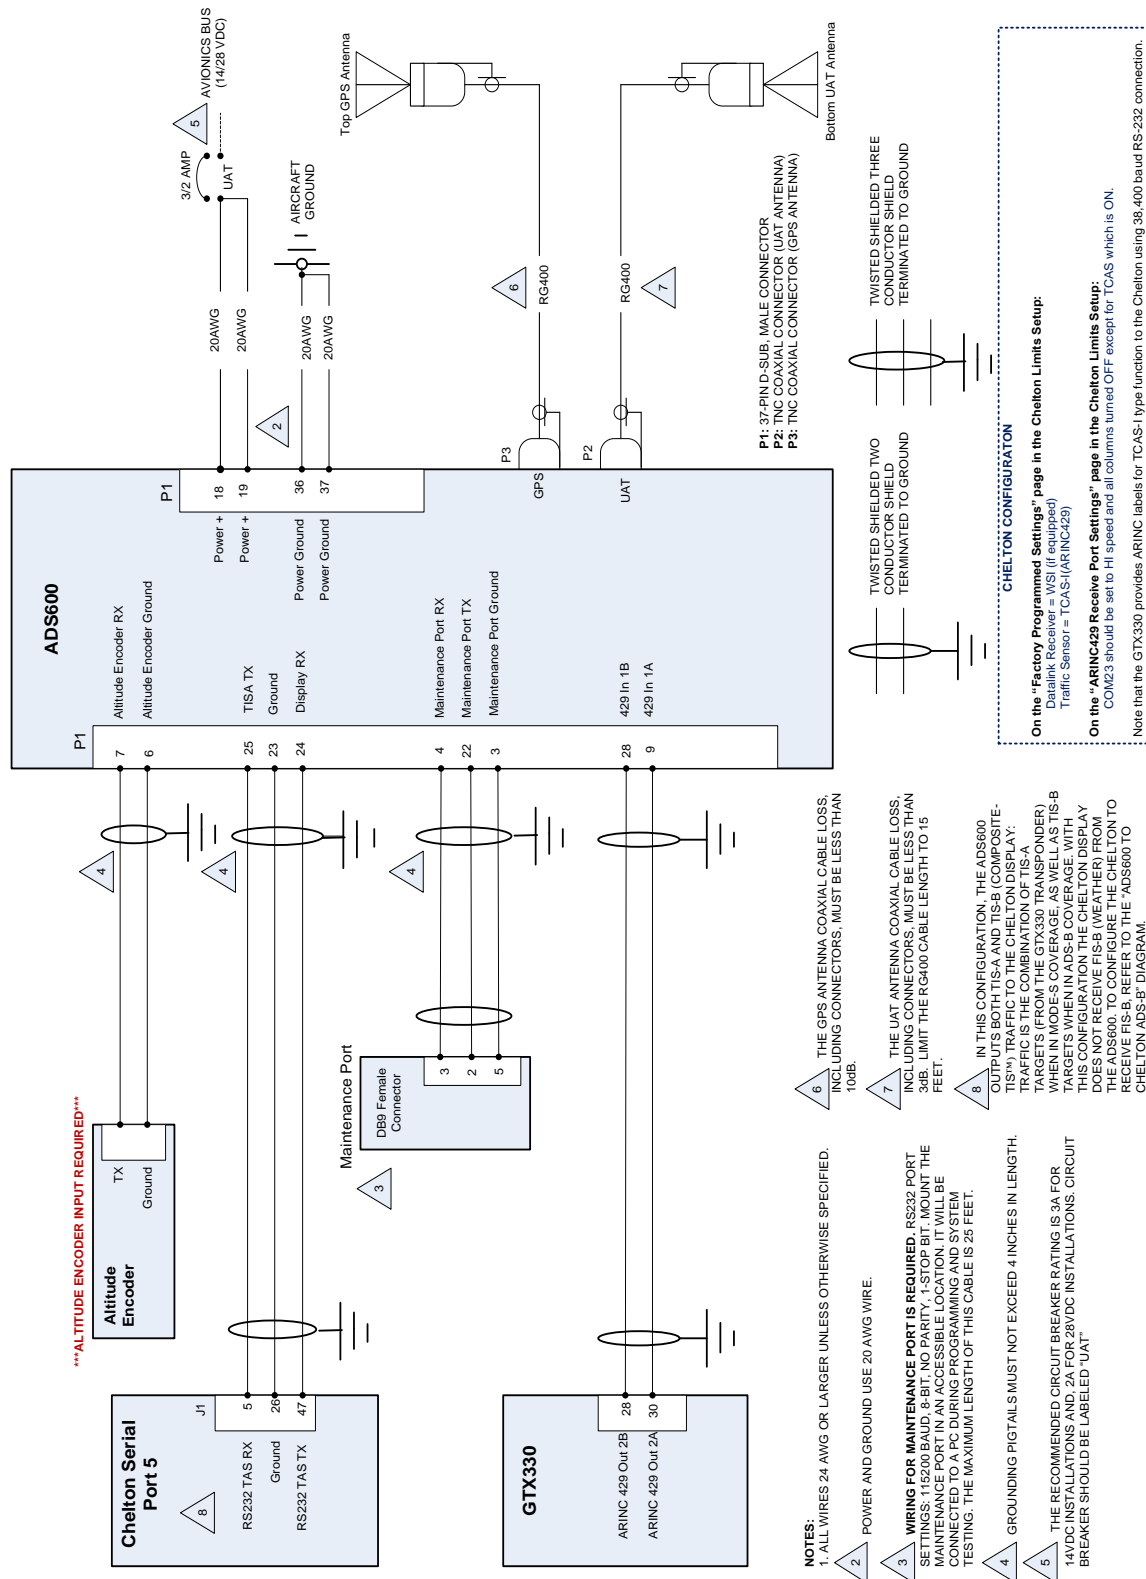 ***ALTITUDE ENCODER INPUT REQUIRED***
Chelton Serial
Port 5
8
J1
RS232 TAS RX
5
Ground
26
RS232 TAS TX
47
Altitude
Encoder
TX
Ground
GTX330
ARINC 429 Out 2B
28
ARINC 429 Out 2A
30
3
Maintenance Port
DB9 Female
Connector
3
2
5
4
4
4
ADS600
P1
7
Altitude Encoder RX
6
Altitude Encoder Ground
25
TISA TX
23
Ground
24
Display RX
4
Maintenance Port RX
22
Maintenance Port TX
3
Maintenance Port Ground
28
429 In 1B
9
429 In 1A
P1
Power +
18
Power +
19
Power Ground
36
Power Ground
37
GPS
P3
UAT
P2
2
20AWG
20AWG
20AWG
20AWG
3/2 AMP
UAT
5
AVIONICS BUS
(14/28 VDC)
AIRCRAFT
GROUND
6
RG400
RG400
7
Top GPS Antenna
Bottom UAT Antenna
P1: 37-PIN D-SUB, MALE CONNECTOR
P2: TNC COAXIAL CONNECTOR (UAT ANTENNA)
P3: TNC COAXIAL CONNECTOR (GPS ANTENNA)
TWISTED SHIELDED TWO
CONDUCTOR SHIELD
TERMINATED TO GROUND
TWISTED SHIELDED THREE
CONDUCTOR SHIELD
TERMINATED TO GROUND
NOTES:
1. ALL WIRES 24 AWG OR LARGER UNLESS OTHERWISE SPECIFIED.
2 POWER AND GROUND USE 20 AWG WIRE.
3 WIRING FOR MAINTENANCE PORT IS REQUIRED. RS232 PORT
SETTINGS: 115200 BAUD, 8-BIT, NO PARITY, 1-STOP BIT. MOUNT THE
MAINTENANCE PORT IN AN ACCESSIBLE LOCATION. IT WILL BE
CONNECTED TO A PC DURING PROGRAMMING AND SYSTEM
TESTING. THE MAXIMUM LENGTH OF THIS CABLE IS 25 FEET.
4 GROUNDING PIGTAILS MUST NOT EXCEED 4 INCHES IN LENGTH.
5 THE RECOMMENDED CIRCUIT BREAKER RATING IS 3A FOR
14VDC INSTALLATIONS AND, 2A FOR 28VDC INSTALLATIONS. CIRCUIT
BREAKER SHOULD BE LABELED "UAT"
6 THE GPS ANTENNA COAXIAL CABLE LOSS,
INCLUDING CONNECTORS, MUST BE LESS THAN
10dB.
7 THE UAT ANTENNA COAXIAL CABLE LOSS,
INCLUDING CONNECTORS, MUST BE LESS THAN
3dB. LIMIT THE RG400 CABLE LENGTH TO 15
FEET.
8 IN THIS CONFIGURATION, THE ADS600
OUTPUTS BOTH TIS-A AND TIS-B (COMPOSITE-
TIS™) TRAFFIC TO THE CHELTON DISPLAY:
TRAFFIC IS THE COMBINATION OF TIS-A
TARGETS (FROM THE GTX330 TRANSPONDER)
WHEN IN MODE-S COVERAGE, AS WELL AS TIS-B
TARGETS WHEN IN ADS-B COVERAGE. WITH
THIS CONFIGURATION THE CHELTON DISPLAY
DOES NOT RECEIVE FIS-B (WEATHER) FROM
THE ADS600. TO CONFIGURE THE CHELTON TO
RECEIVE FIS-B, REFER TO THE "ADS600 TO
CHELTON ADS-B" DIAGRAM.
CHELTON CONFIGURATON
On the "Factory Programmed Settings" page in the Chelton Limits Setup:
Datalink Receiver = WSI (if equipped)
Traffic Sensor = TCAS-I(ARINC429)
On the "ARINC429 Receive Port Settings" page in the Chelton Limits Setup:
COM23 should be set to HI speed and all columns turned OFF except for TCAS which is ON.
Note that the GTX330 provides ARINC labels for TCAS-I type function to the Chelton using 38,400 baud RS-232 connection.